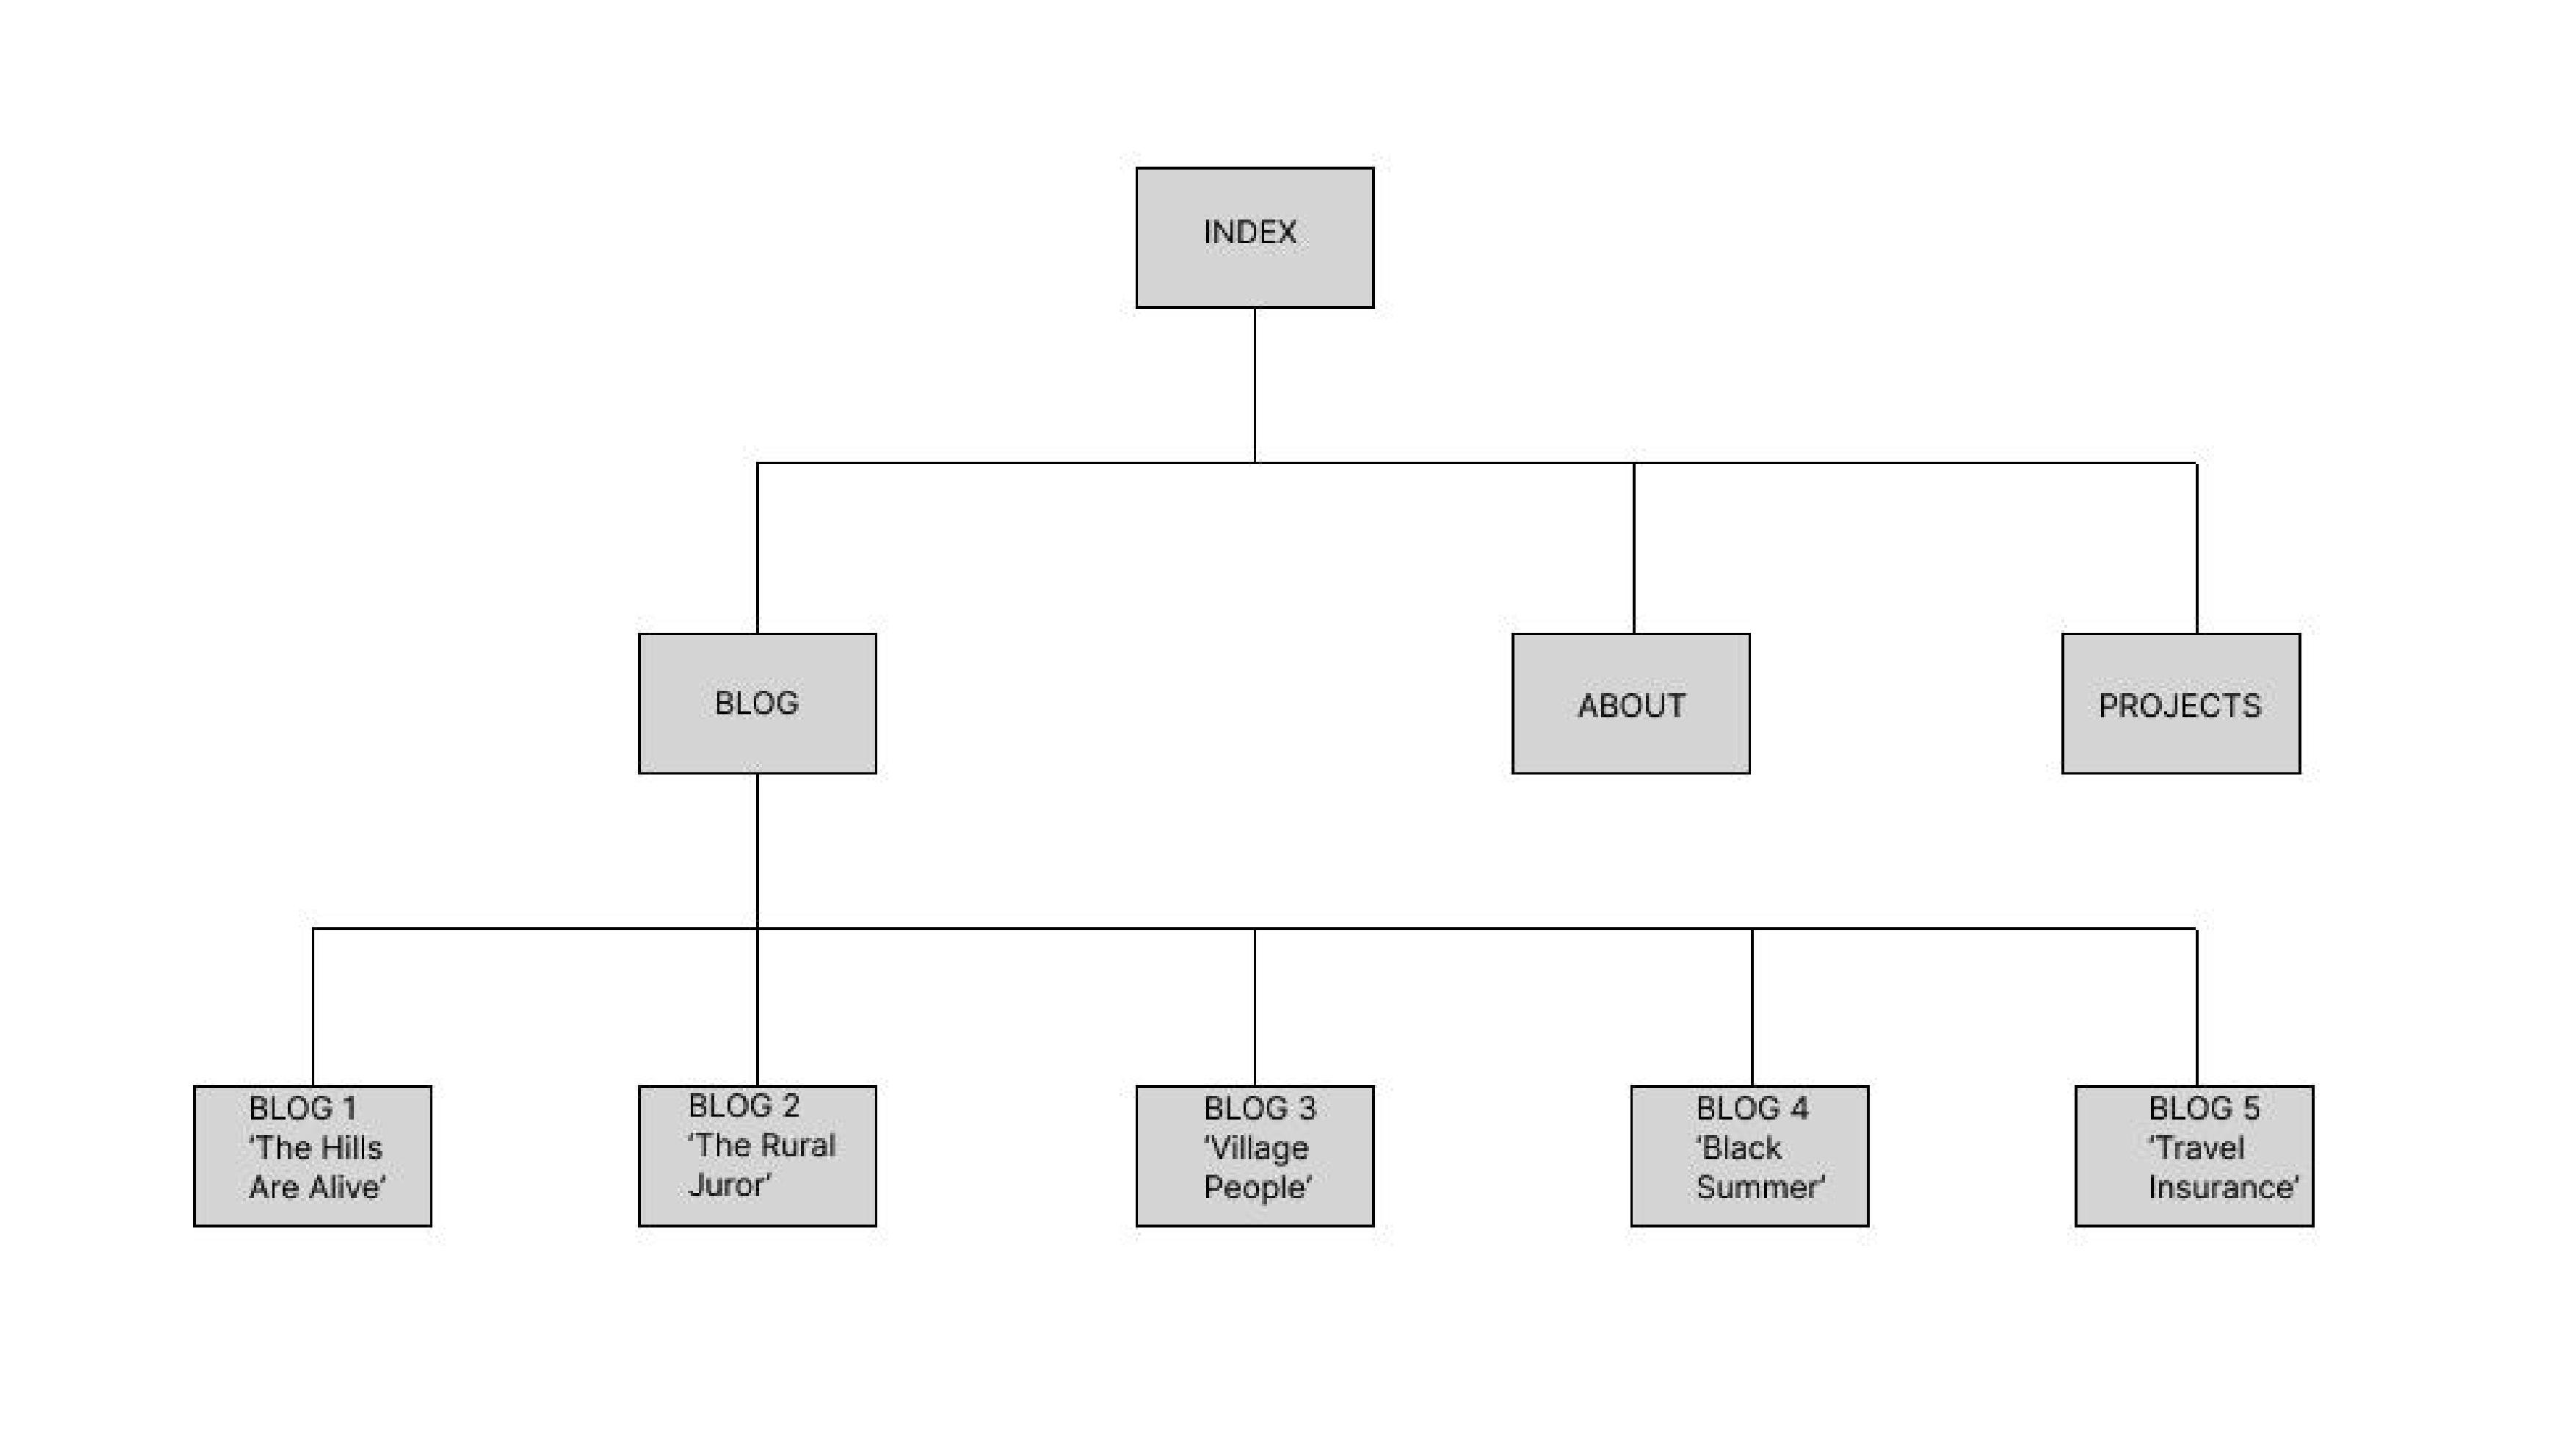 INDEX
BLOG
ABOUT
PROJECTS
BLOG 1
‘The Hills
Are Alive’
BLOG 2
‘The Rural
Juror’
BLOG 3
‘Village
People’
BLOG 4
‘Black
Summer’
BLOG 5
‘Travel
Insurance’